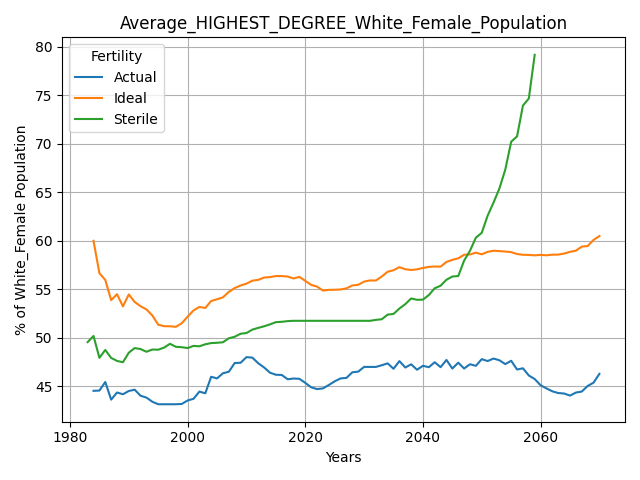 Average_HIGHEST_DEGREE_White_Female_Population
Fertility
Actual
Ideal
Sterile
% of White_Female Population
80
75
70
65
60
55
50
45
1980
2000
2020
2040
2060
Years